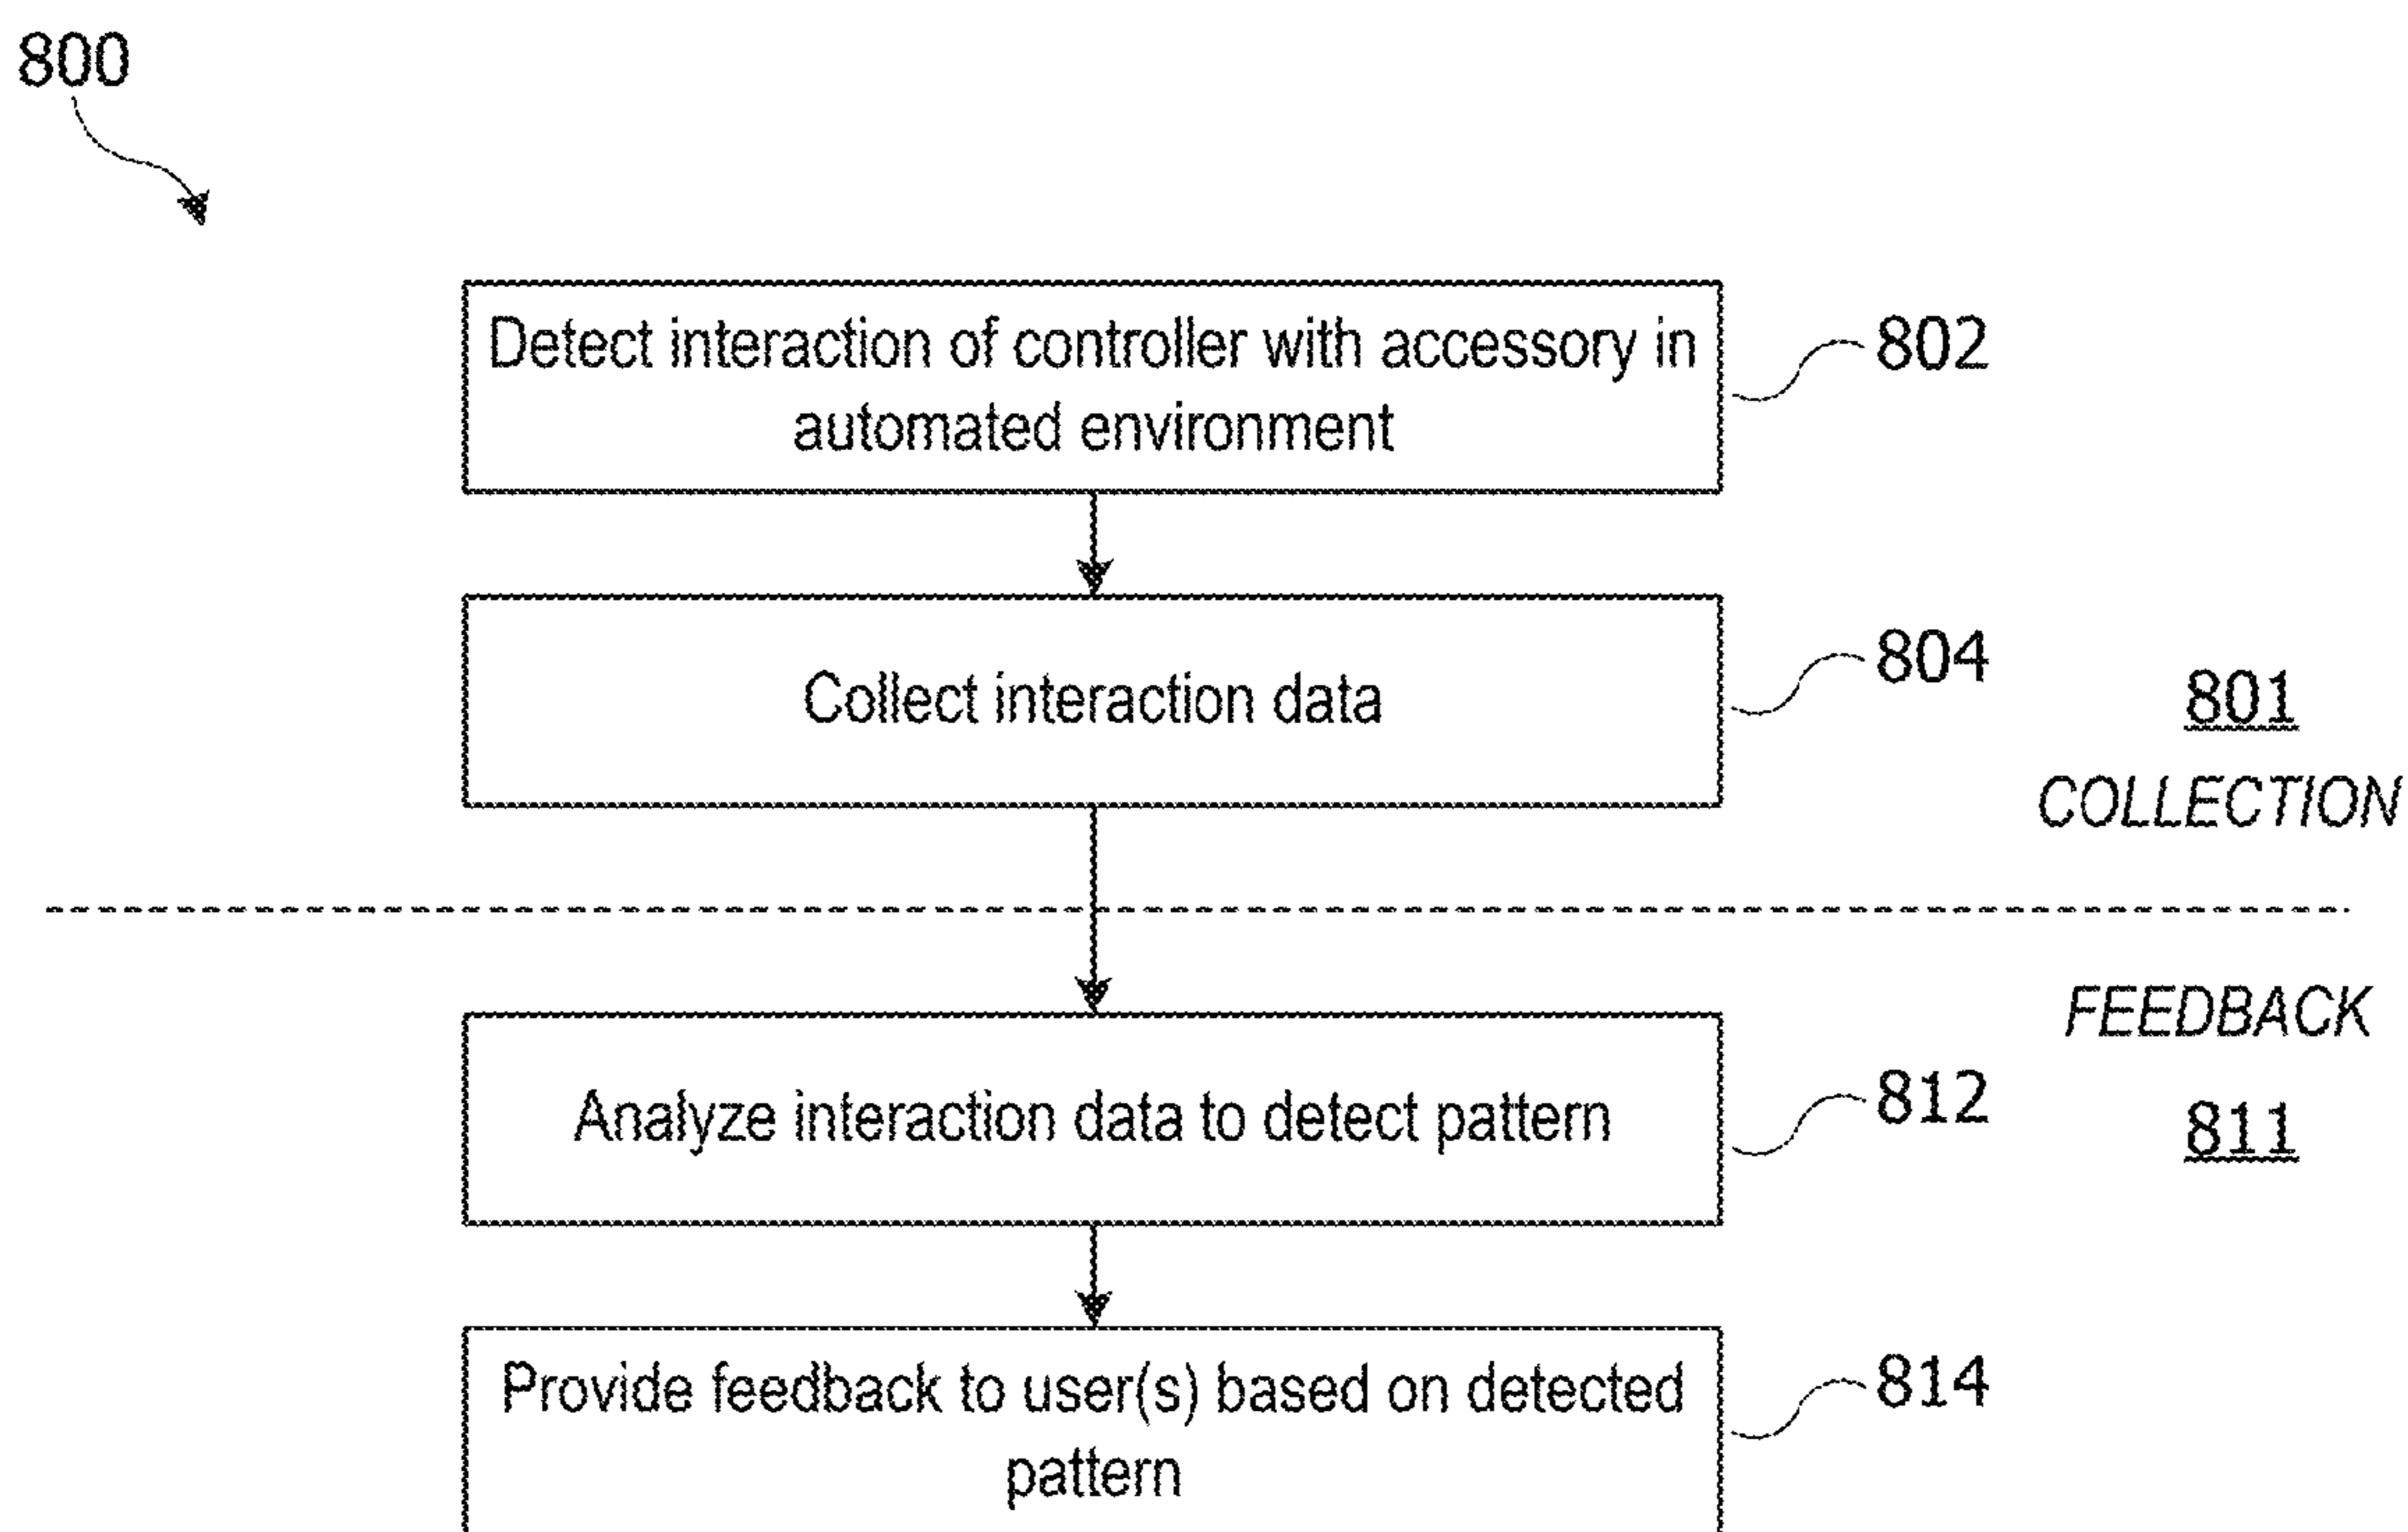 800
Detect interaction of controller with accessory in
automated environment
802
Collect interaction data
804
801
COLLECTION
FEEDBACK
811
Analyze interaction data to detect pattern
812
Provide feedback to user(s) based on detected
pattern
814